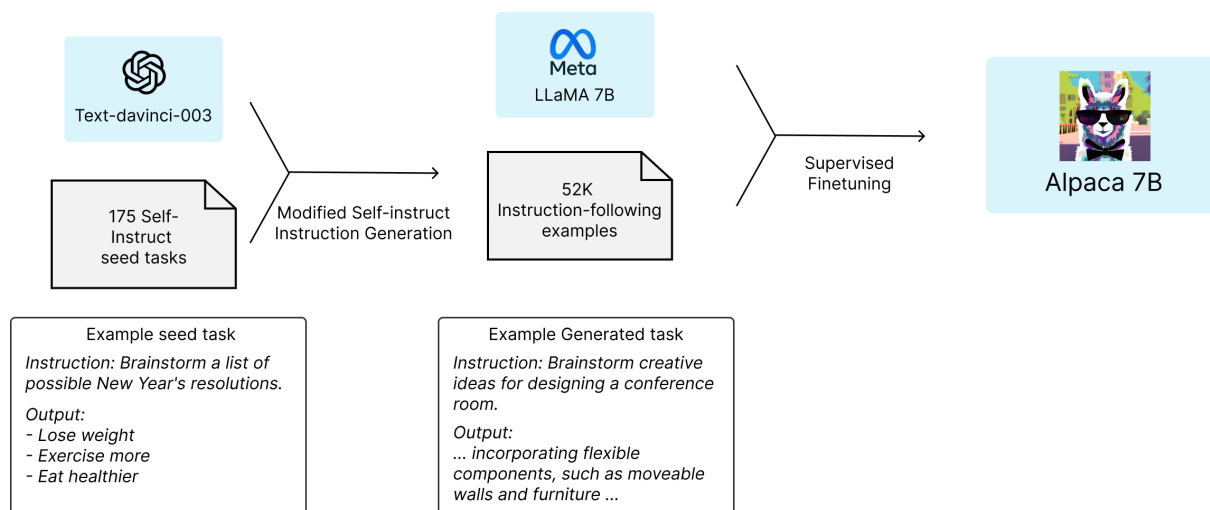 Text-davinci-003
175 Self-
Instruct
seed tasks
Modified Self-instruct
Instruction Generation
Meta
LLaMA 7B
52K
Instruction-following
examples
Supervised
Finetuning
Alpaca 7B
Example seed task
Instruction: Brainstorm a list of
possible New Year's resolutions.
Output:
- Lose weight
- Exercise more
- Eat healthier
Example Generated task
Instruction: Brainstorm creative
ideas for designing a conference
room.
Output:
... incorporating flexible
components, such as moveable
walls and furniture ...